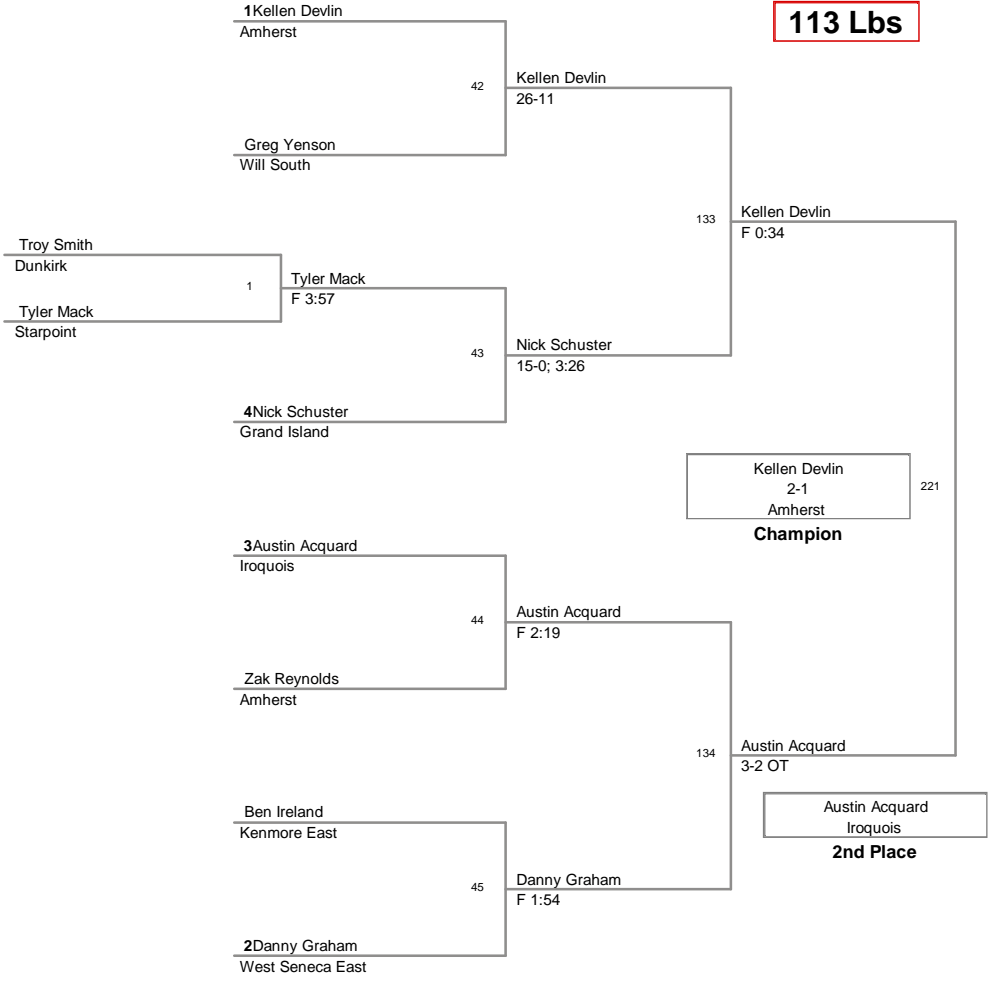 113 Lbs
1Kellen Devlin
Amherst
42
Kellen Devlin
26-11
Greg Yenson
Will South
133
Kellen Devlin
F 0:34
Troy Smith
Dunkirk
1
Tyler Mack
F 3:57
Tyler Mack
Starpoint
43
Nick Schuster
15-0; 3:26
4Nick Schuster
Grand Island
Kellen Devlin
2-1
Amherst
221
Champion
3Austin Acquard
Iroquois
44
Austin Acquard
F 2:19
Zak Reynolds
Amherst
134
Austin Acquard
3-2 OT
Austin Acquard
Iroquois
2nd Place
Ben Ireland
Kenmore East
45
Danny Graham
F 1:54
2Danny Graham
West Seneca East